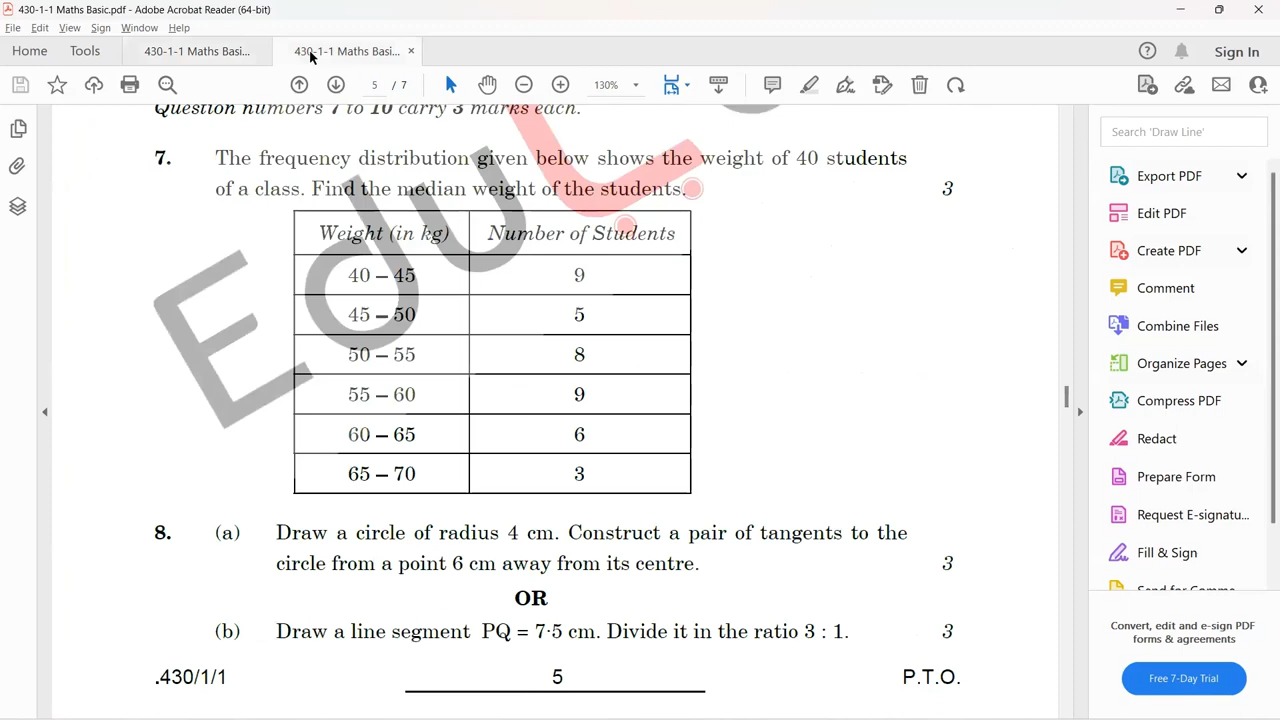 430-1-1 Maths Basic.pdf - Adobe Acrobat Reader (64-bit)
File Edit View Sign Window Help
Home Tools 430-1-1 Maths Basi... 430-1-1 Maths Basi... × Sign In
5 / 7 130%
Question numbers 7 to 10 carry 3 marks each.
7. The frequency distribution given below shows the weight of 40 students
of a class. Find the median weight of the students. 3
Weight (in kg) Number of Students
40 – 45 9
45 – 50 5
50 – 55 8
55 – 60 9
60 – 65 6
65 – 70 3
8. (a) Draw a circle of radius 4 cm. Construct a pair of tangents to the
circle from a point 6 cm away from its centre. 3
OR
(b) Draw a line segment PQ = 7·5 cm. Divide it in the ratio 3 : 1. 3
.430/1/1 5 P.T.O.
Search 'Draw Line'
Export PDF
Edit PDF
Create PDF
Comment
Combine Files
Organize Pages
Compress PDF
Redact
Prepare Form
Request E-signatu...
Fill & Sign
Convert, edit and e-sign PDF
forms & agreements
Free 7-Day Trial